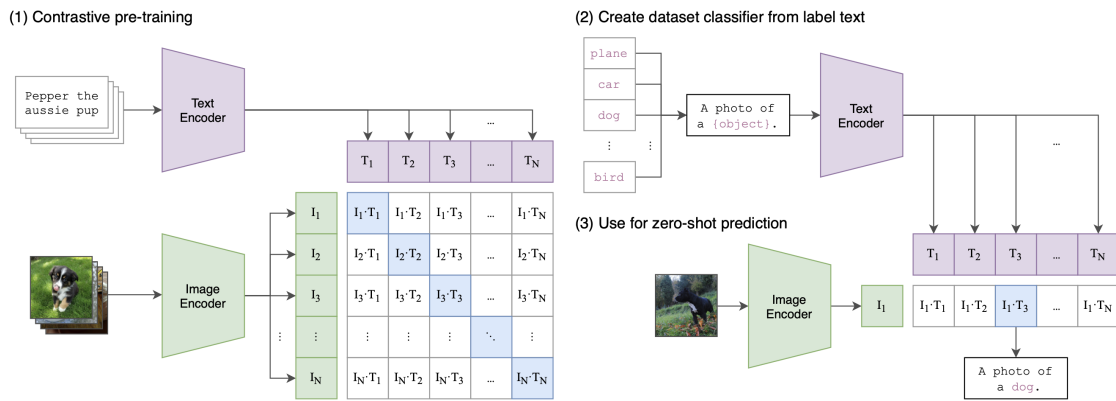 (1) Contrastive pre-training
Pepper the
aussie pup
Text
Encoder
...
T1 T2 T3 ... TN
I1 I1·T1 I1·T2 I1·T3 ... I1·TN
I2 I2·T1 I2·T2 I2·T3 ... I2·TN
I3 I3·T1 I3·T2 I3·T3 ... I3·TN
⋮ ⋮ ⋮ ⋮ ⋮ ⋱ ⋮
IN IN·T1 IN·T2 IN·T3 ... IN·TN
Image
Encoder
(2) Create dataset classifier from label text
plane
car
dog
⋮ ⋮
bird
A photo of
a {object}.
Text
Encoder
...
(3) Use for zero-shot prediction
Image
Encoder
T1 T2 T3 ... TN
I1 I1·T1 I1·T2 I1·T3 ... I1·TN
A photo of
a dog.